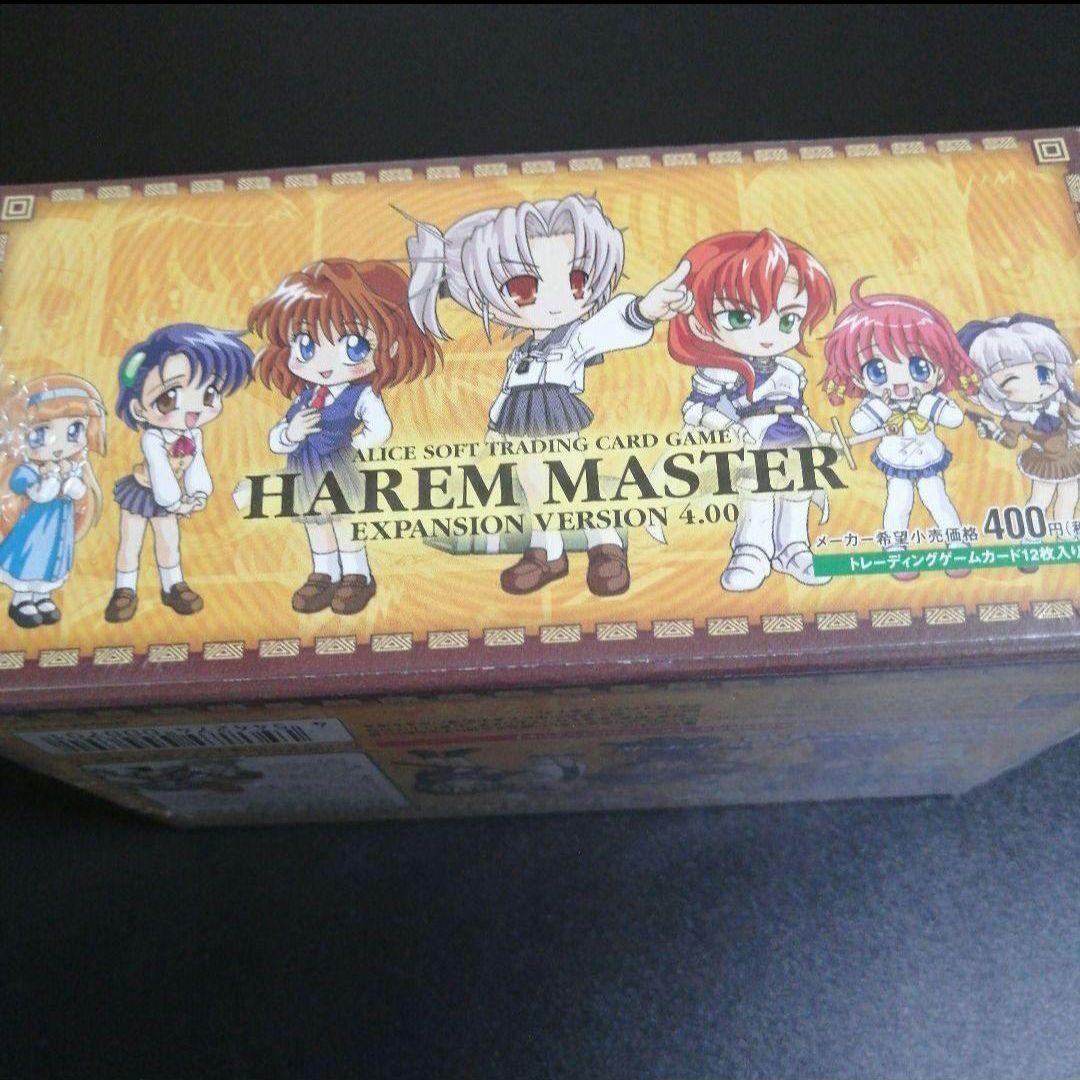 ALICE SOFT TRADING CARD GAME
HAREM MASTER
EXPANSION VERSION 4.00
メーカー希望小売価格 400円(税
トレーディングゲームカード12枚入り